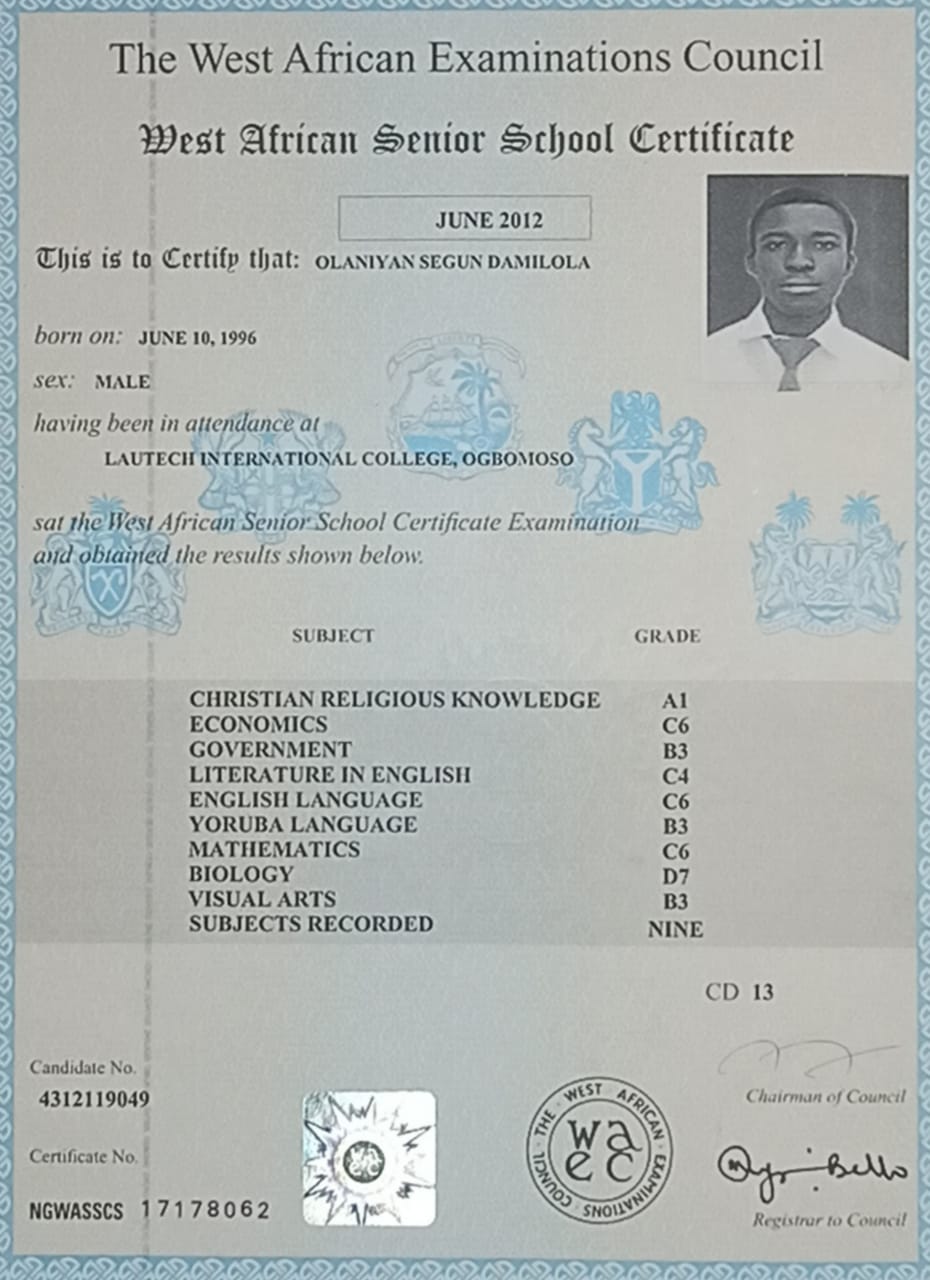 The West African Examinations Council
West African Senior School Certificate
JUNE 2012
This is to Certify that: OLANIYAN SEGUN DAMILOLA
born on: JUNE 10, 1996
sex: MALE
having been in attendance at
LAUTECH INTERNATIONAL COLLEGE, OGBOMOSO
sat the West African Senior School Certificate Examination
and obtained the results shown below.
SUBJECT GRADE
CHRISTIAN RELIGIOUS KNOWLEDGE A1
ECONOMICS C6
GOVERNMENT B3
LITERATURE IN ENGLISH C4
ENGLISH LANGUAGE C6
YORUBA LANGUAGE B3
MATHEMATICS C6
BIOLOGY D7
VISUAL ARTS B3
SUBJECTS RECORDED NINE
CD 13
Candidate No.
4312119049
Chairman of Council
THE WEST AFRICAN EXAMINATIONS COUNCIL
wa
ec
Certificate No.
Bello
NGWASSCS 17178062
Registrar to Council